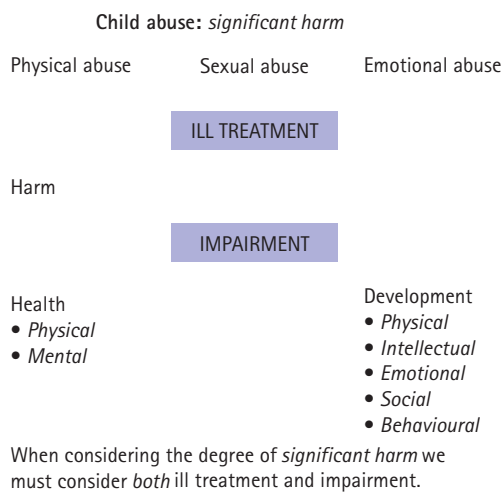 Child abuse: significant harm
Physical abuse Sexual abuse Emotional abuse
ILL TREATMENT
Harm
IMPAIRMENT
Health
• Physical
• Mental
Development
• Physical
• Intellectual
• Emotional
• Social
• Behavioural
When considering the degree of significant harm we
must consider both ill treatment and impairment.